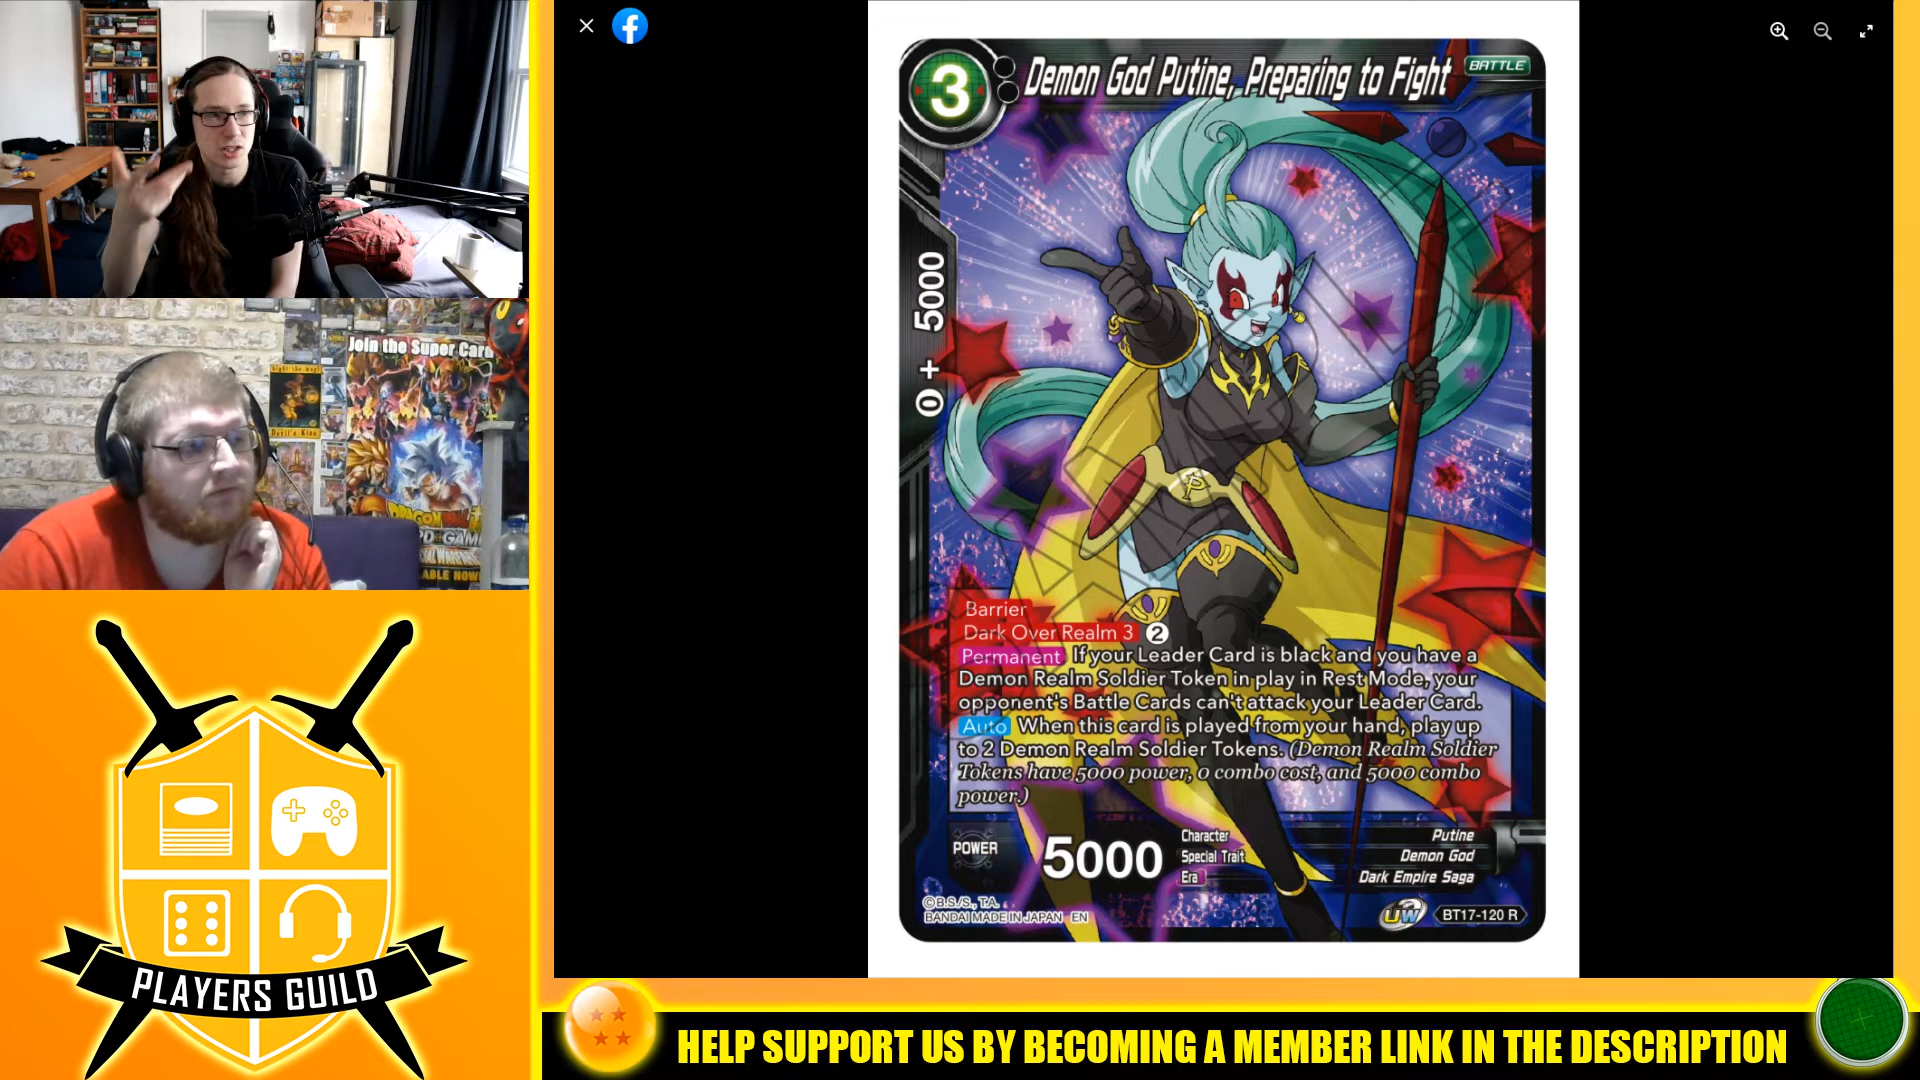 3
Demon God Putine, Preparing to Fight
BATTLE
0 + 5000
Barrier
Dark Over Realm 3 2
Permanent If your Leader Card is black and you have a
Demon Realm Soldier Token in play in Rest Mode, your
opponent's Battle Cards can't attack your Leader Card.
Auto When this card is played from your hand, play up
to 2 Demon Realm Soldier Tokens. (Demon Realm Soldier
Tokens have 5000 power, 0 combo cost, and 5000 combo
power.)
POWER
5000
Character Putine
Special Trait Demon God
Era Dark Empire Saga
©B.S./S., T.A.
BANDAI MADE IN JAPAN EN
UW
BT17-120 R
Join the Super Card
DRAGON
ABLE NOW
PLAYERS GUILD
HELP SUPPORT US BY BECOMING A MEMBER LINK IN THE DESCRIPTION